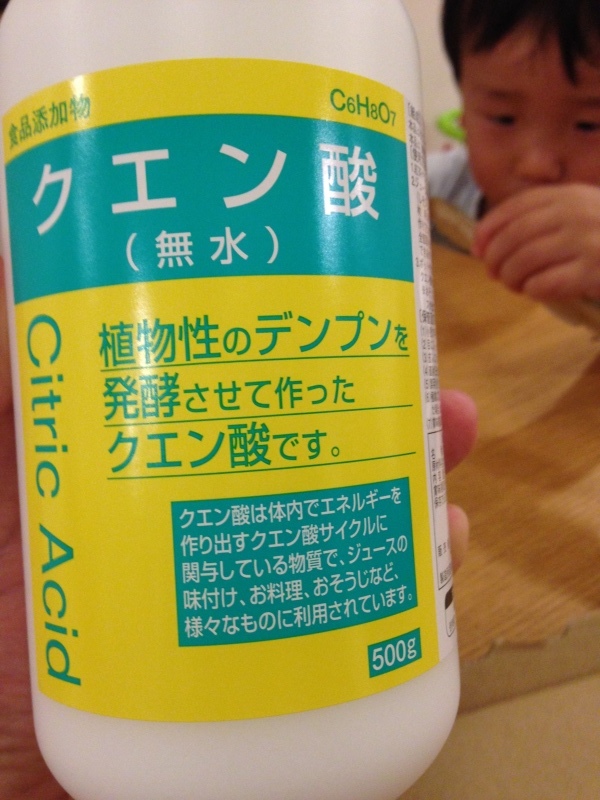 食品添加物
C6H8O7
クエン酸
(無水)
Citric Acid
植物性のデンプンを
発酵させて作った
クエン酸です。
クエン酸は体内でエネルギーを
作り出すクエン酸サイクルに
関与している物質で、ジュースの
味付け、お料理、おそうじなど、
様々なものに利用されています。
500g